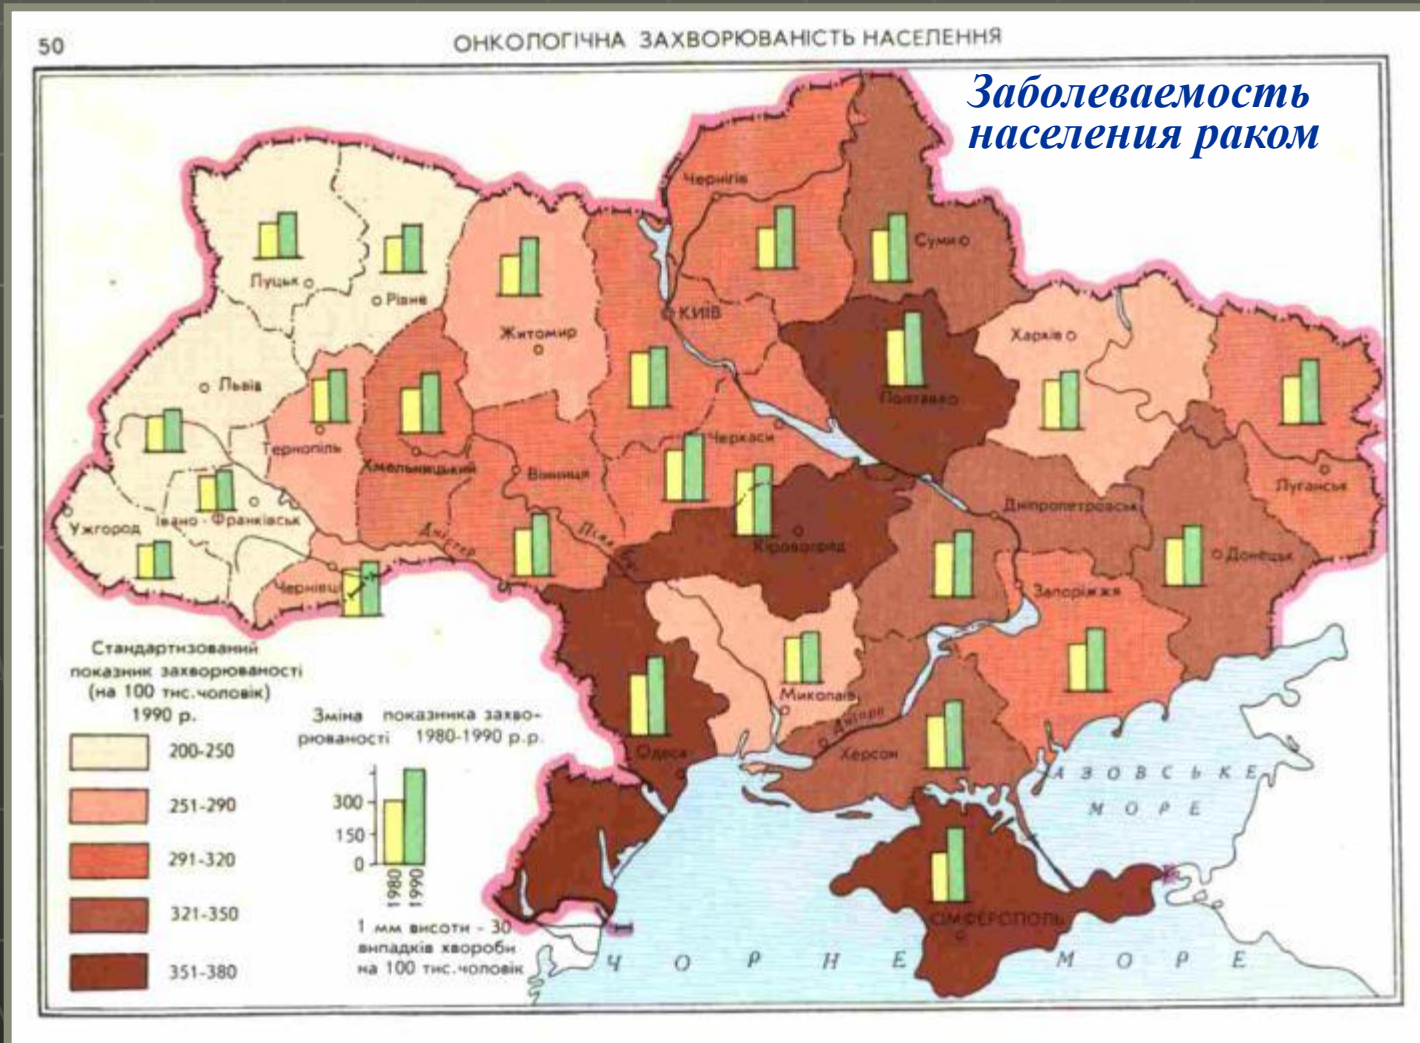 50
ОНКОЛОГІЧНА ЗАХВОРЮВАНІСТЬ НАСЕЛЕННЯ
Заболеваемость
населения раком
Чернігів
Суми
Луцьк
Рівне
КИЇВ
Житомир
Харків
Львів
Полтава
Тернопіль
Хмельницький
Вінниця
Черкаси
Луганськ
Ужгород
Івано-Франківськ
Дністер
Півд
Кіровоград
Дніпропетровськ
Донецьк
Чернівці
Запоріжжя
Миколаїв
Дніпро
Одеса
Херсон
АЗОВСЬКЕ
МОРЕ
СІМФЕРОПОЛЬ
ЧОРНЕ МОРЕ
Стандартизований
показник захворюваності
(на 100 тис.чоловік)
1990 р.
200-250
251-290
291-320
321-350
351-380
Зміна показника захво-
рюваності 1980-1990 р.р.
300
150
0
1980
1990
1 мм висоти - 30
випадків хвороби
на 100 тис.чоловік